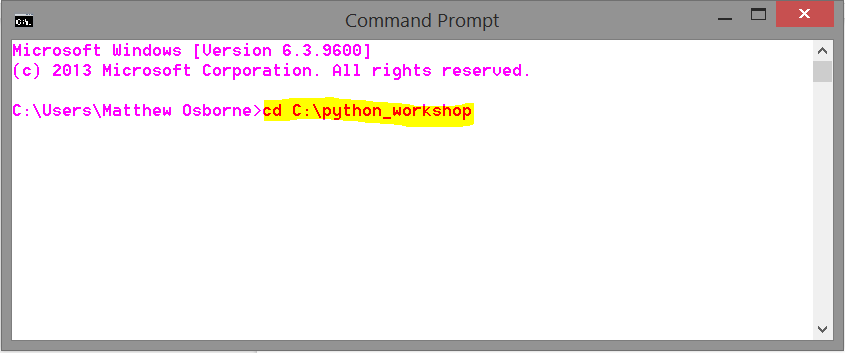 Command Prompt
Microsoft Windows [Version 6.3.9600]
(c) 2013 Microsoft Corporation. All rights reserved.
C:\Users\Matthew Osborne>cd C:\python_workshop